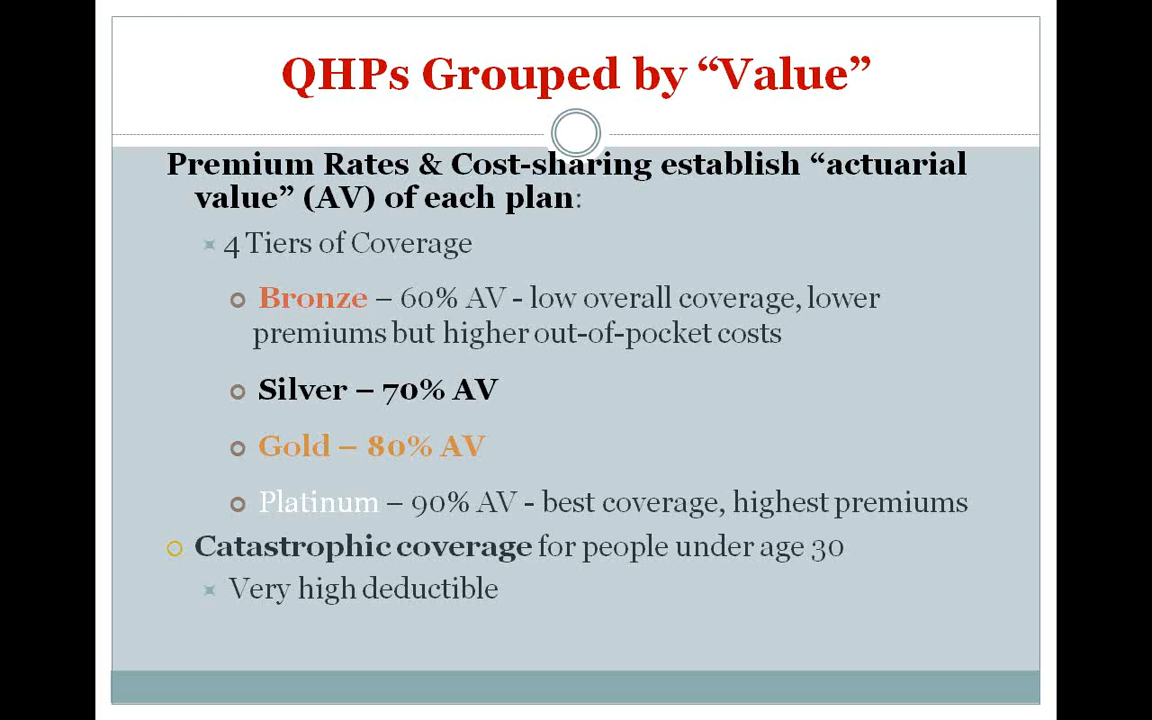 QHPs Grouped by “Value”
Premium Rates & Cost-sharing establish “actuarial
value” (AV) of each plan:
4 Tiers of Coverage
Bronze – 60% AV - low overall coverage, lower
premiums but higher out-of-pocket costs
Silver – 70% AV
Gold – 80% AV
Platinum – 90% AV - best coverage, highest premiums
Catastrophic coverage for people under age 30
Very high deductible